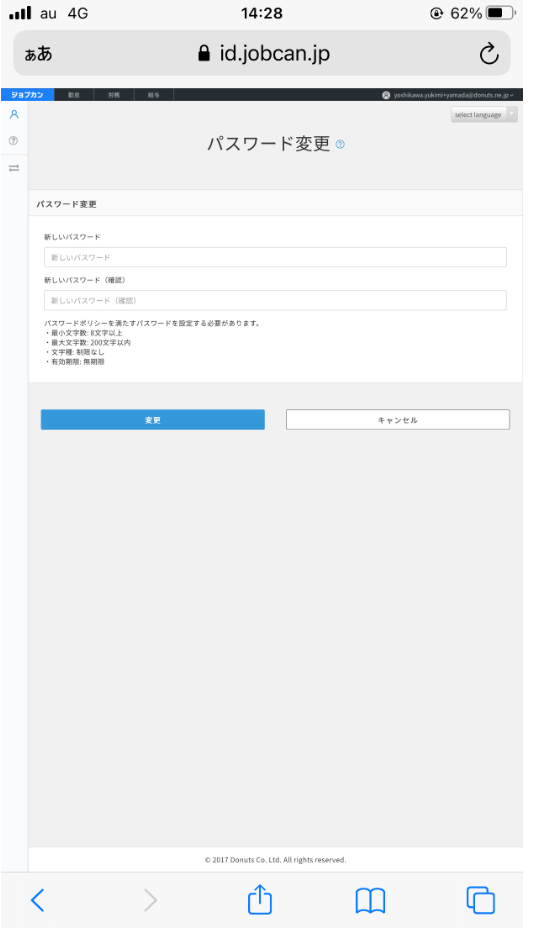 au 4G 14:28 62%
ぁあ id.jobcan.jp
ジョブカン 勤怠 労務 給与 yoshikawa.yukimi+yamada@donuts.ne.jp
select language
パスワード変更
パスワード変更
新しいパスワード
新しいパスワード
新しいパスワード（確認）
新しいパスワード（確認）
パスワードポリシーを満たすパスワードを設定する必要があります。
・最小文字数: 8文字以上
・最大文字数: 200文字以内
・文字種: 制限なし
・有効期限: 無期限
変更 キャンセル
© 2017 Donuts Co. Ltd. All rights reserved.